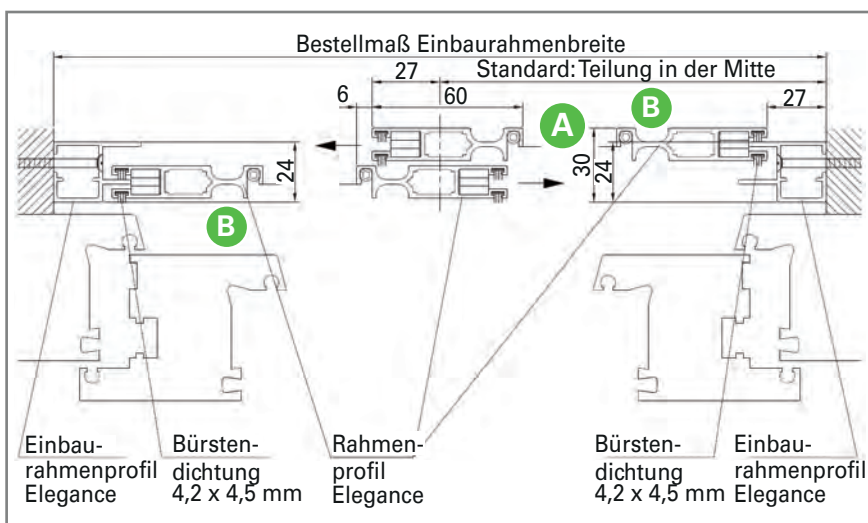 Bestellmaß Einbaurahmenbreite
27
Standard: Teilung in der Mitte
6
60
A
B
27
24
30
24
B
Einbau-
rahmenprofil
Elegance
Bürsten-
dichtung
4,2 x 4,5 mm
Rahmen-
profil
Elegance
Bürsten-
dichtung
4,2 x 4,5 mm
Einbau-
rahmenprofil
Elegance